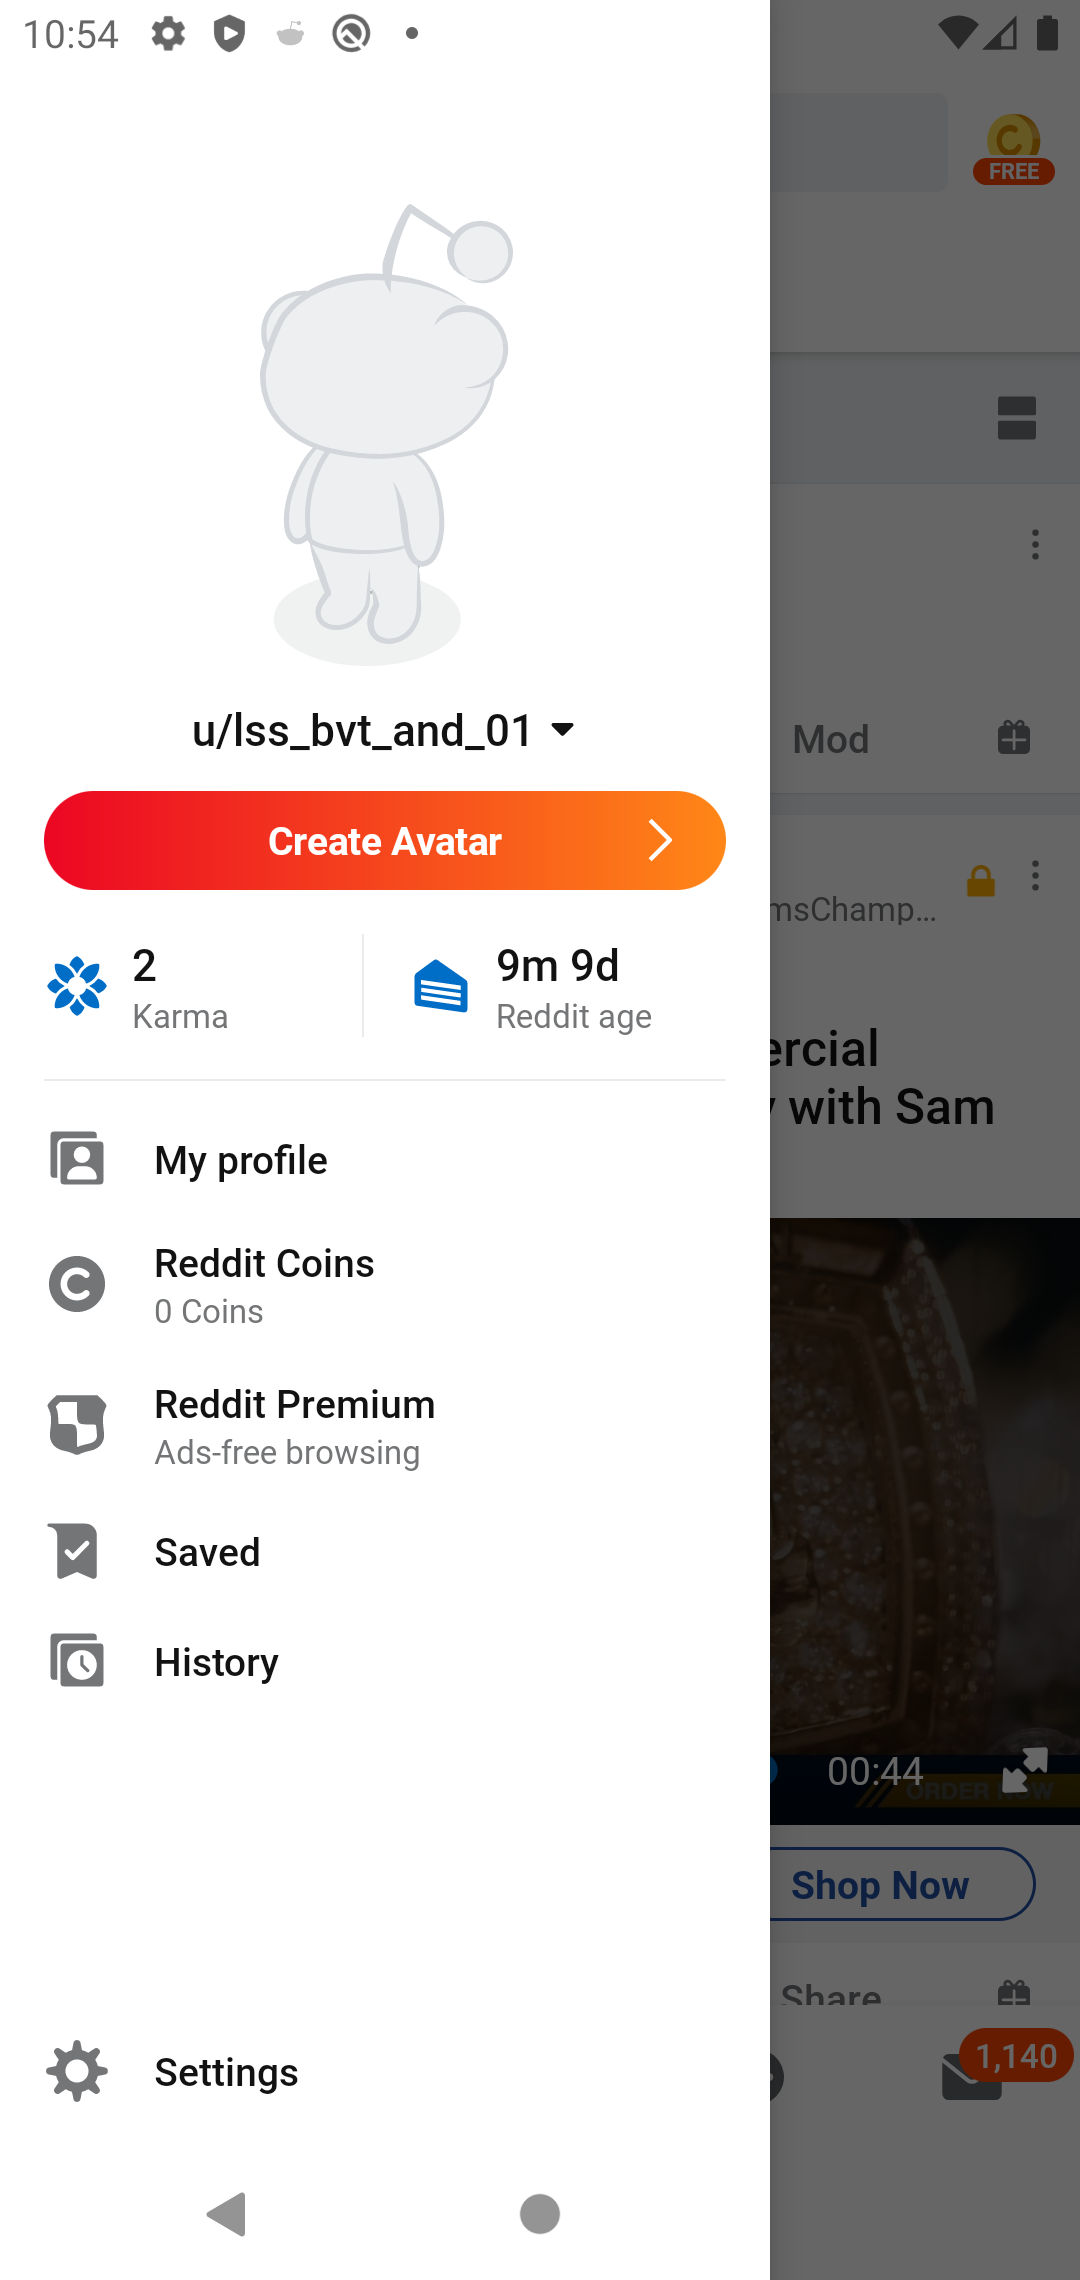 10:54
FREE
u/lss_bvt_and_01
Mod
Create Avatar
msChamp...
2
Karma
9m 9d
Reddit age
ercial
with Sam
My profile
Reddit Coins
0 Coins
Reddit Premium
Ads-free browsing
Saved
History
00:44
ORDER NOW
Shop Now
Share
1,140
Settings